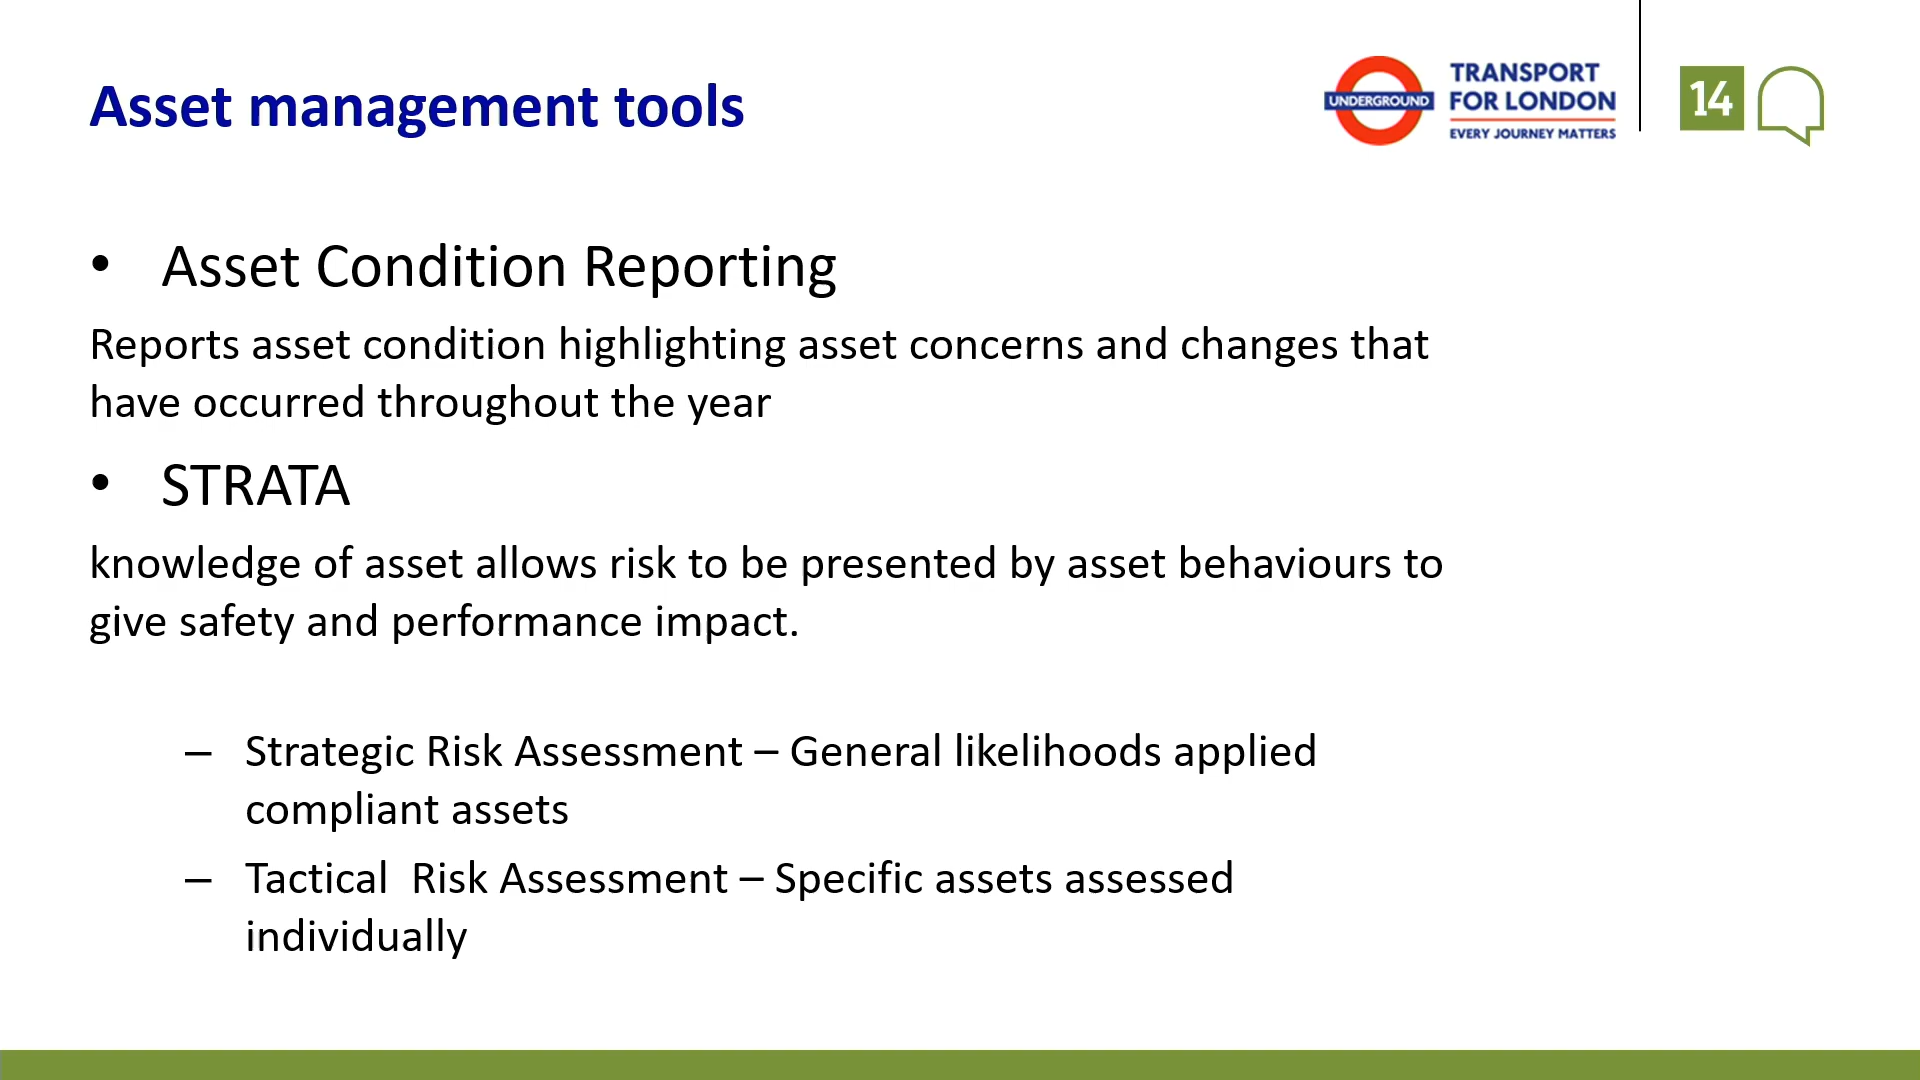 Asset management tools
UNDERGROUND
TRANSPORT
FOR LONDON
EVERY JOURNEY MATTERS
14
• Asset Condition Reporting
Reports asset condition highlighting asset concerns and changes that
have occurred throughout the year
• STRATA
knowledge of asset allows risk to be presented by asset behaviours to
give safety and performance impact.
– Strategic Risk Assessment – General likelihoods applied
compliant assets
– Tactical  Risk Assessment – Specific assets assessed
individually